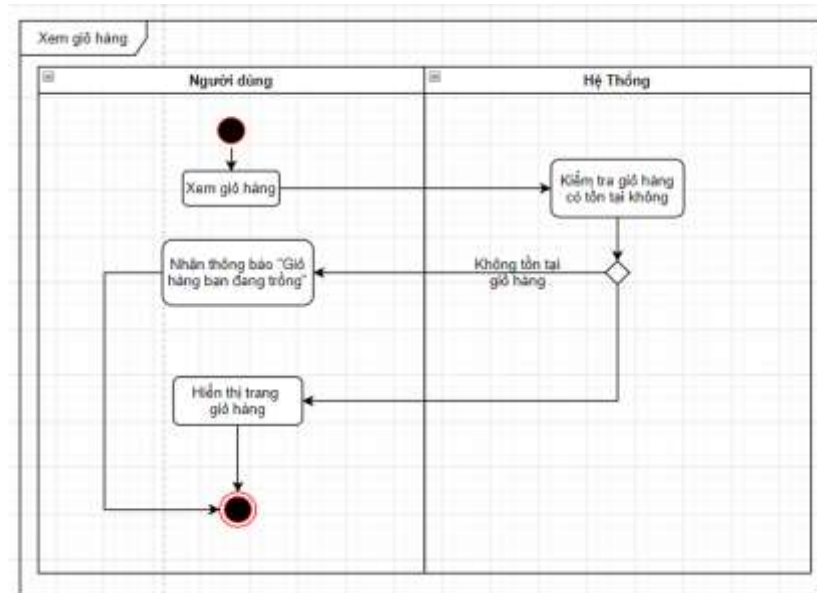 Xem giỏ hàng
Người dùng
Hệ Thống
Xem giỏ hàng
Kiểm tra giỏ hàng
có tồn tại không
Nhận thông báo "Giỏ
hàng bạn đang trống"
Không tồn tại
giỏ hàng
Hiển thị trang
giỏ hàng